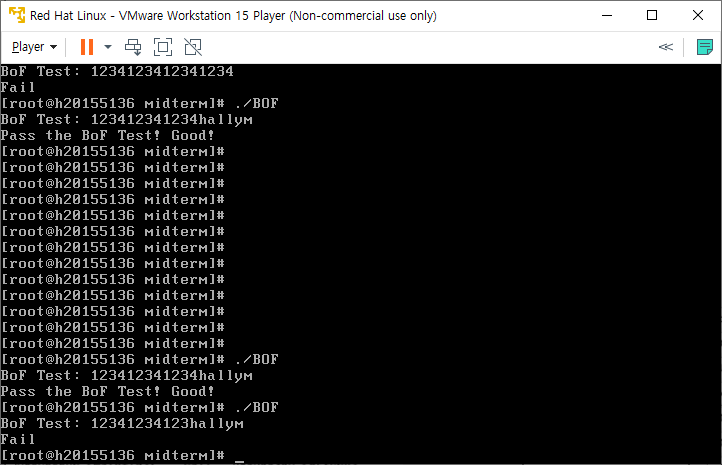 Red Hat Linux - VMware Workstation 15 Player (Non-commercial use only)
Player
BoF Test: 1234123412341234
Fail
[root@h20155136 midterm]# ./BOF
BoF Test: 123412341234hallym
Pass the BoF Test! Good!
[root@h20155136 midterm]#
[root@h20155136 midterm]#
[root@h20155136 midterm]#
[root@h20155136 midterm]#
[root@h20155136 midterm]#
[root@h20155136 midterm]#
[root@h20155136 midterm]#
[root@h20155136 midterm]#
[root@h20155136 midterm]#
[root@h20155136 midterm]#
[root@h20155136 midterm]#
[root@h20155136 midterm]#
[root@h20155136 midterm]#
[root@h20155136 midterm]# ./BOF
BoF Test: 123412341234hallym
Pass the BoF Test! Good!
[root@h20155136 midterm]# ./BOF
BoF Test: 12341234123hallym
Fail
[root@h20155136 midterm]# _